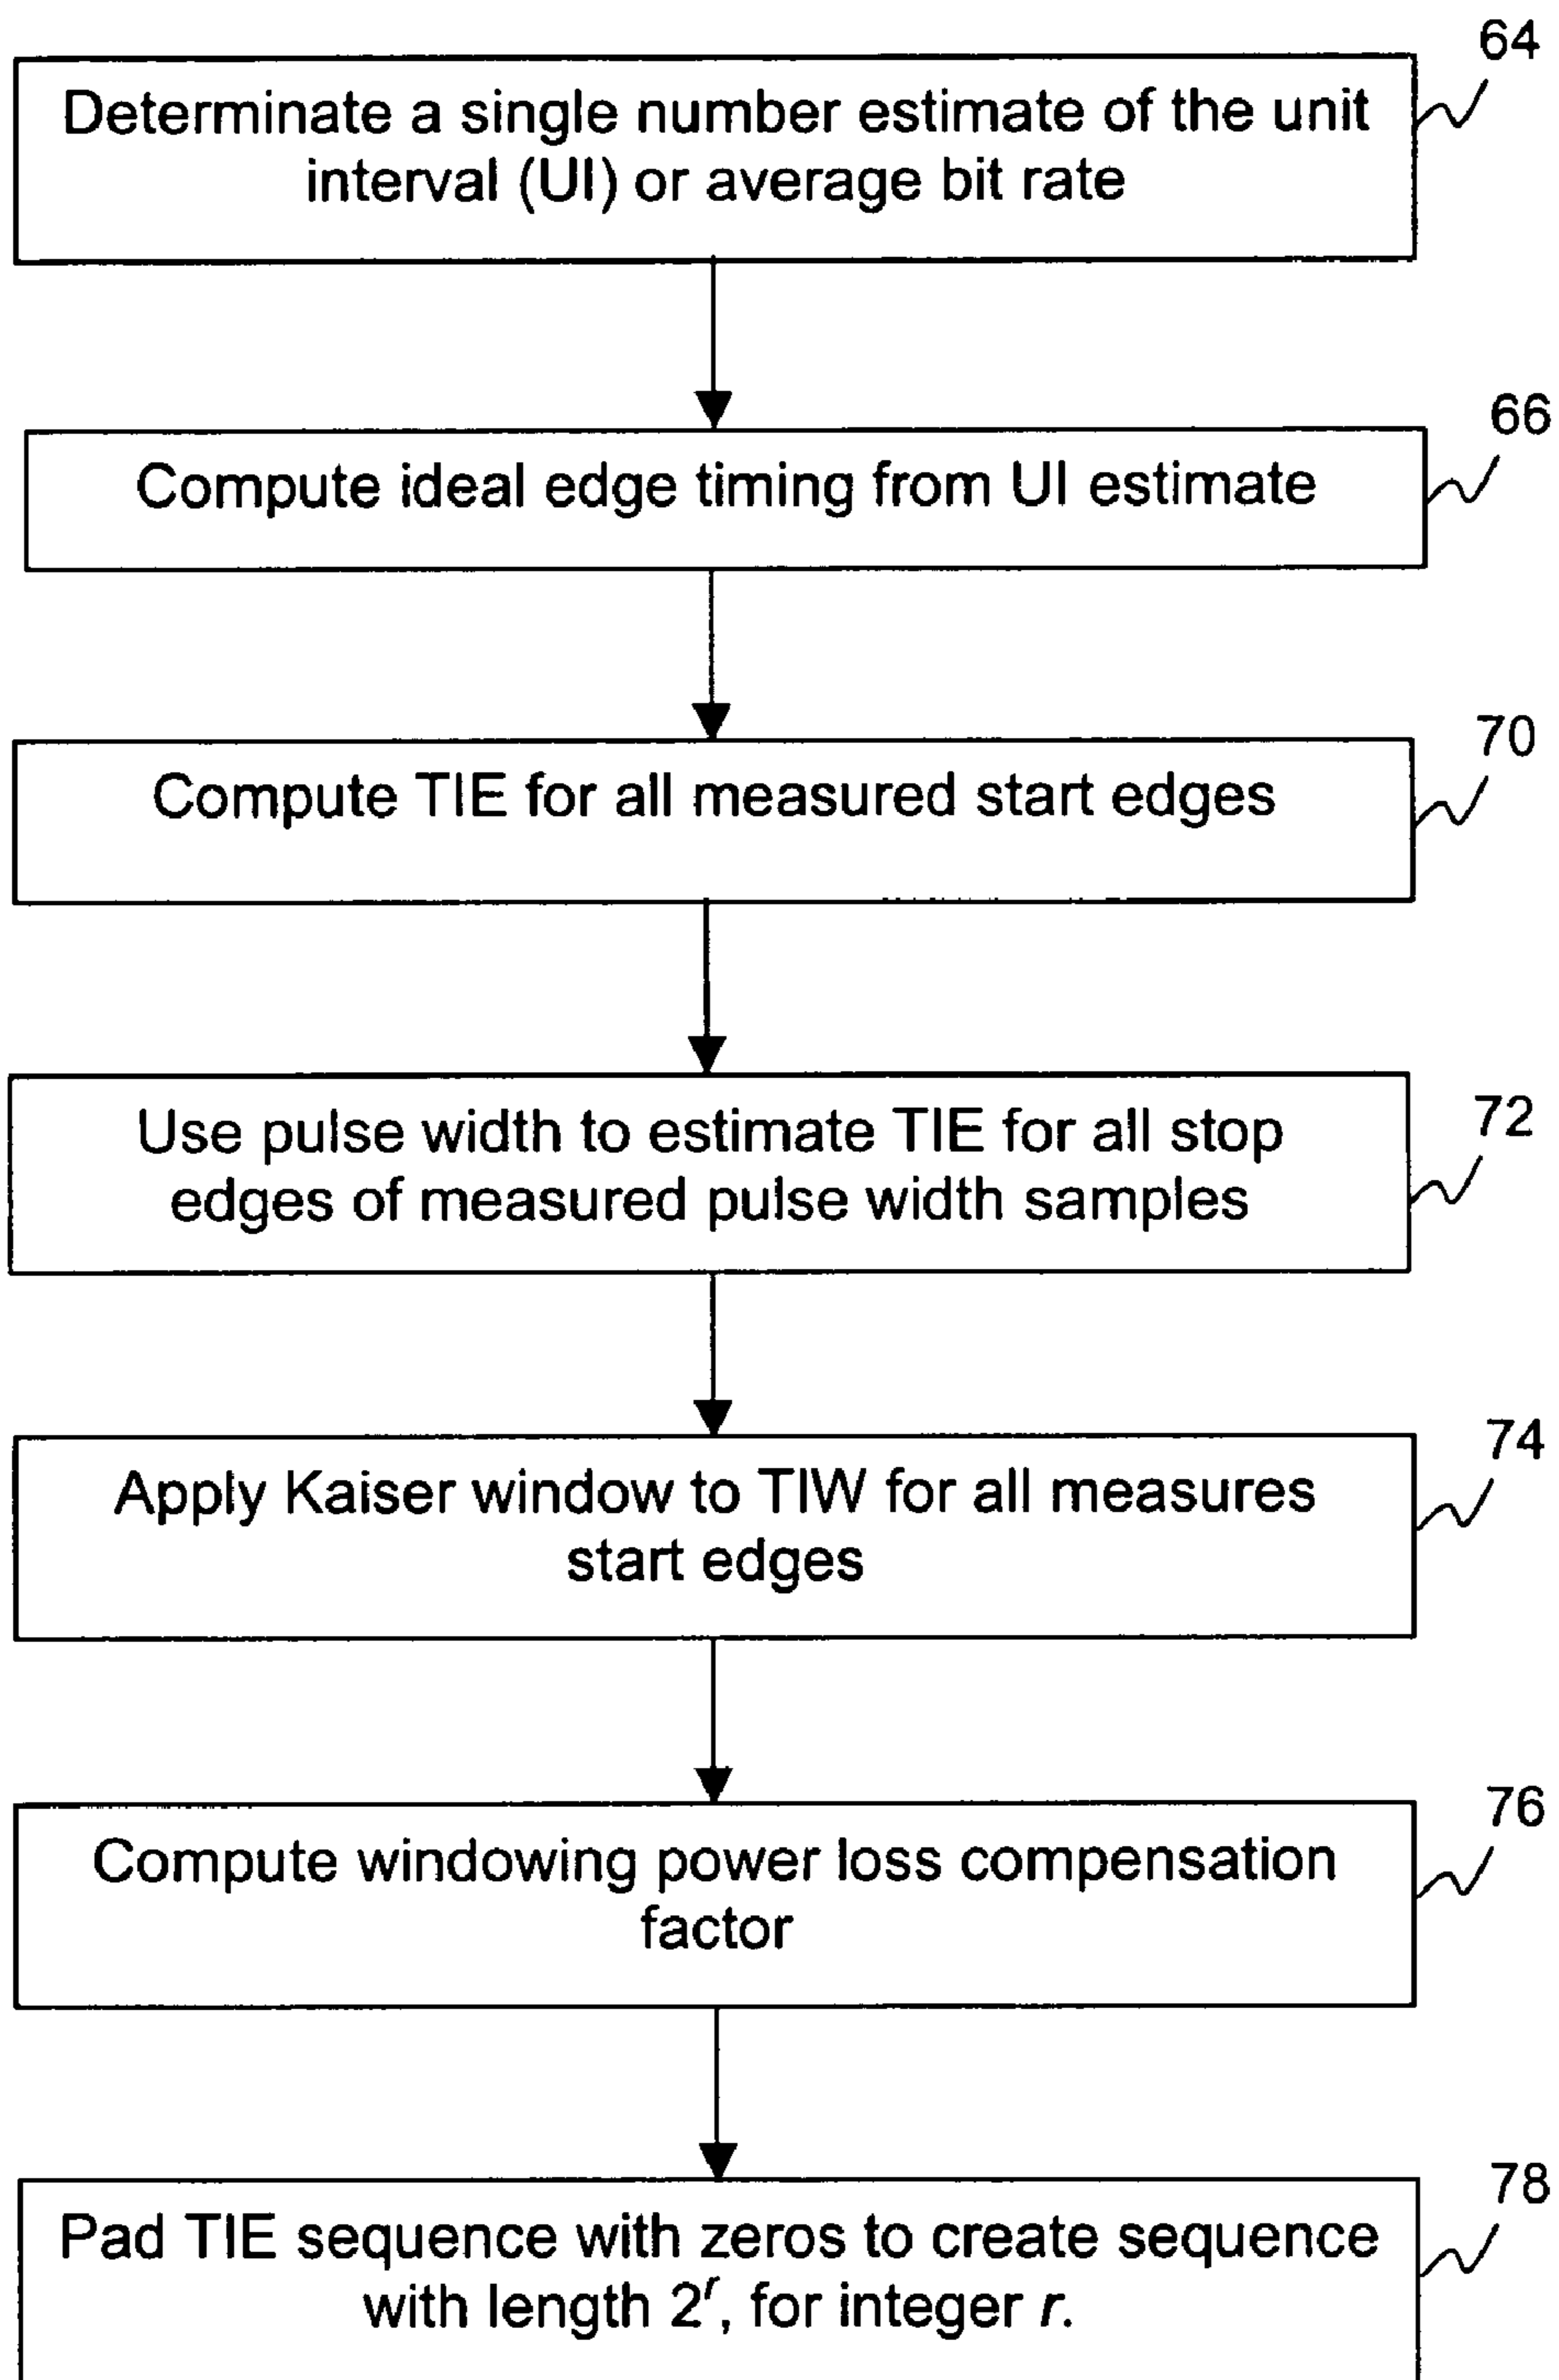 64
Determinate a single number estimate of the unit
interval (UI) or average bit rate
66
Compute ideal edge timing from UI estimate
70
Compute TIE for all measured start edges
72
Use pulse width to estimate TIE for all stop
edges of measured pulse width samples
74
Apply Kaiser window to TIW for all measures
start edges
76
Compute windowing power loss compensation
factor
78
Pad TIE sequence with zeros to create sequence
with length 2ʳ, for integer r.